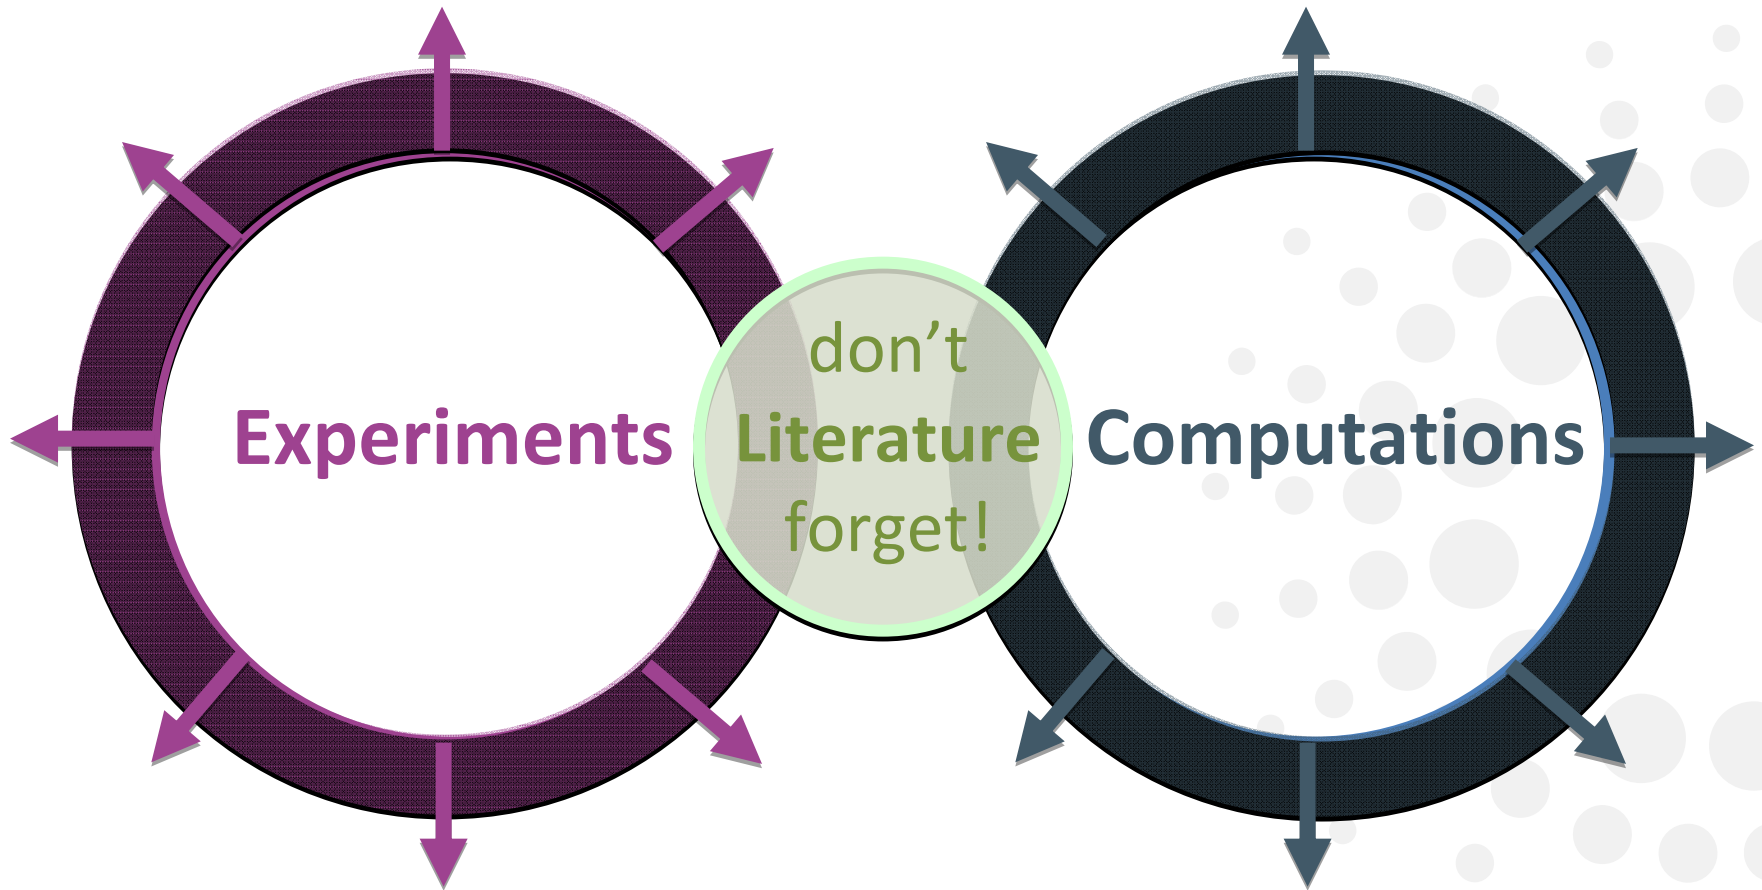 Experiments
don’t
Literature
forget!
Computations